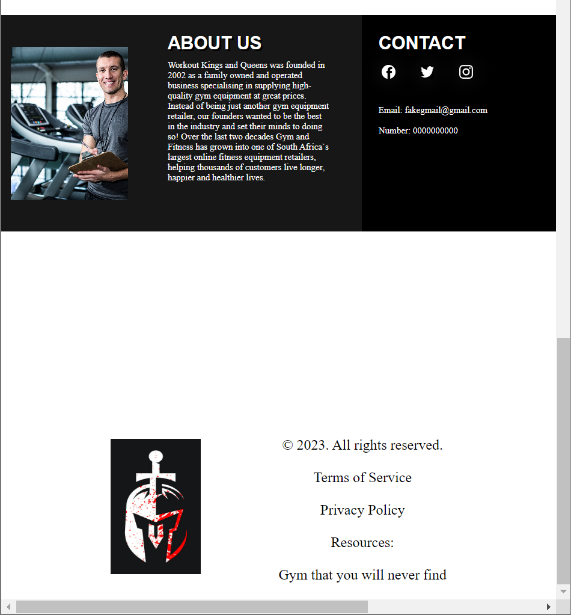 ABOUT US
Workout Kings and Queens was founded in
2002 as a family owned and operated
business specialising in supplying high-
quality gym equipment at great prices.
Instead of being just another gym equipment
retailer, our founders wanted to be the best
in the industry and set their minds to doing
so! Over the last two decades Gym and
Fitness has grown into one of South Africa`s
largest online fitness equipment retailers,
helping thousands of customers live longer,
happier and healthier lives.
CONTACT
Email: fakegmail@gmail.com
Number: 0000000000
© 2023. All rights reserved.
Terms of Service
Privacy Policy
Resources:
Gym that you will never find